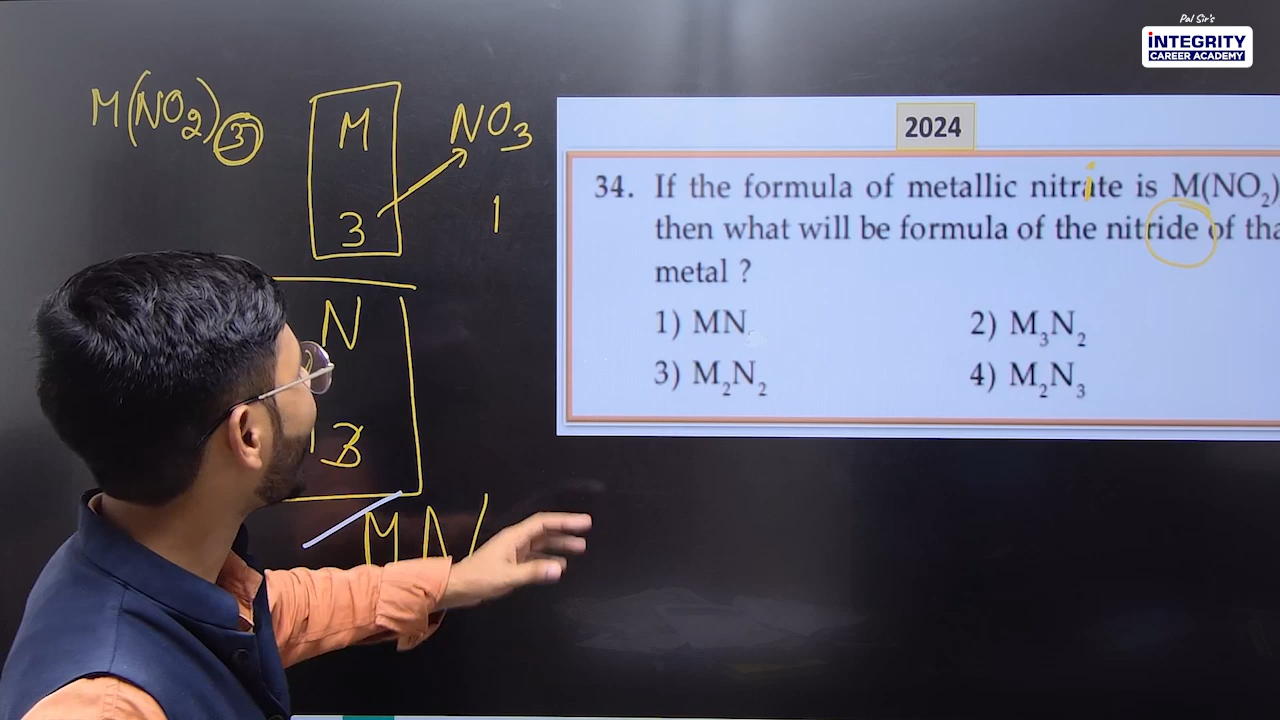 Pal Sir's
iNTEGRITY
CAREER ACADEMY
M(NO₂)₃
M NO₃
3 1
N
3
M N
2024
34. If the formula of metallic nitrite is M(NO₂)
then what will be formula of the nitride of tha
metal ?
1) MN 2) M₃N₂
3) M₂N₂ 4) M₂N₃